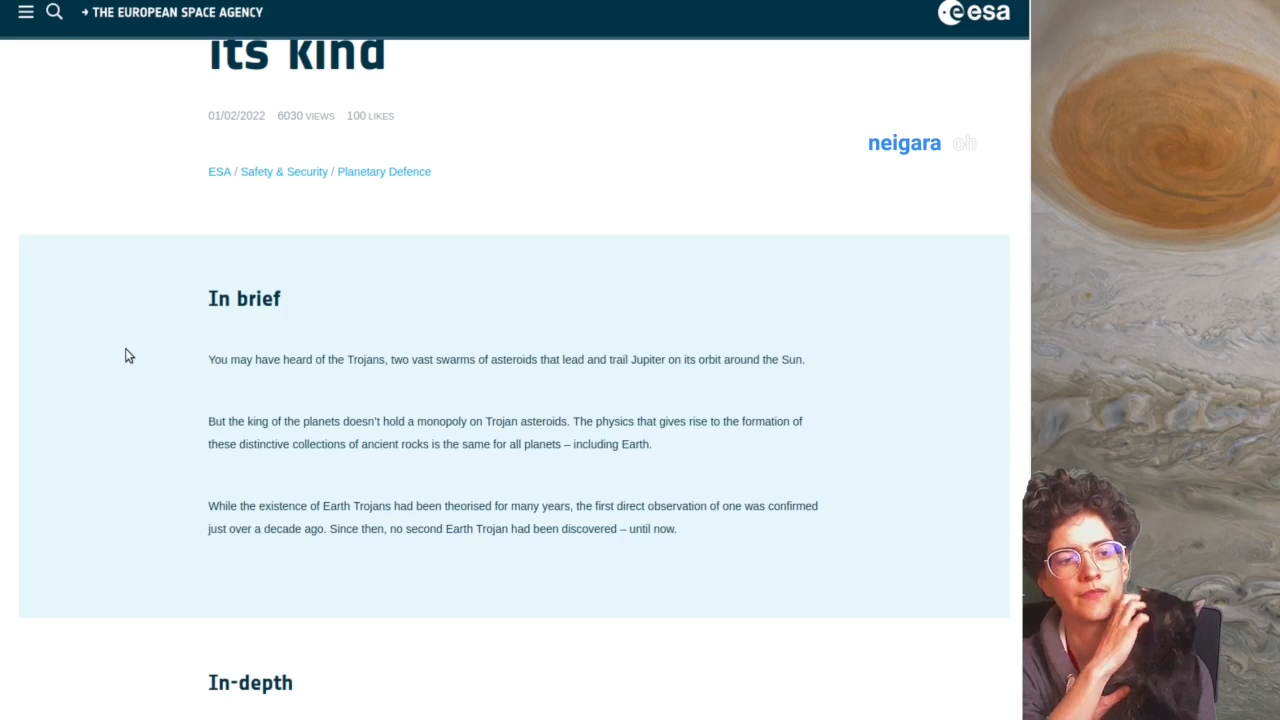 → THE EUROPEAN SPACE AGENCY
esa
its kind
01/02/2022 6030 VIEWS 100 LIKES
neigara oh
ESA / Safety & Security / Planetary Defence
In brief
You may have heard of the Trojans, two vast swarms of asteroids that lead and trail Jupiter on its orbit around the Sun.
But the king of the planets doesn’t hold a monopoly on Trojan asteroids. The physics that gives rise to the formation of
these distinctive collections of ancient rocks is the same for all planets – including Earth.
While the existence of Earth Trojans had been theorised for many years, the first direct observation of one was confirmed
just over a decade ago. Since then, no second Earth Trojan had been discovered – until now.
In-depth